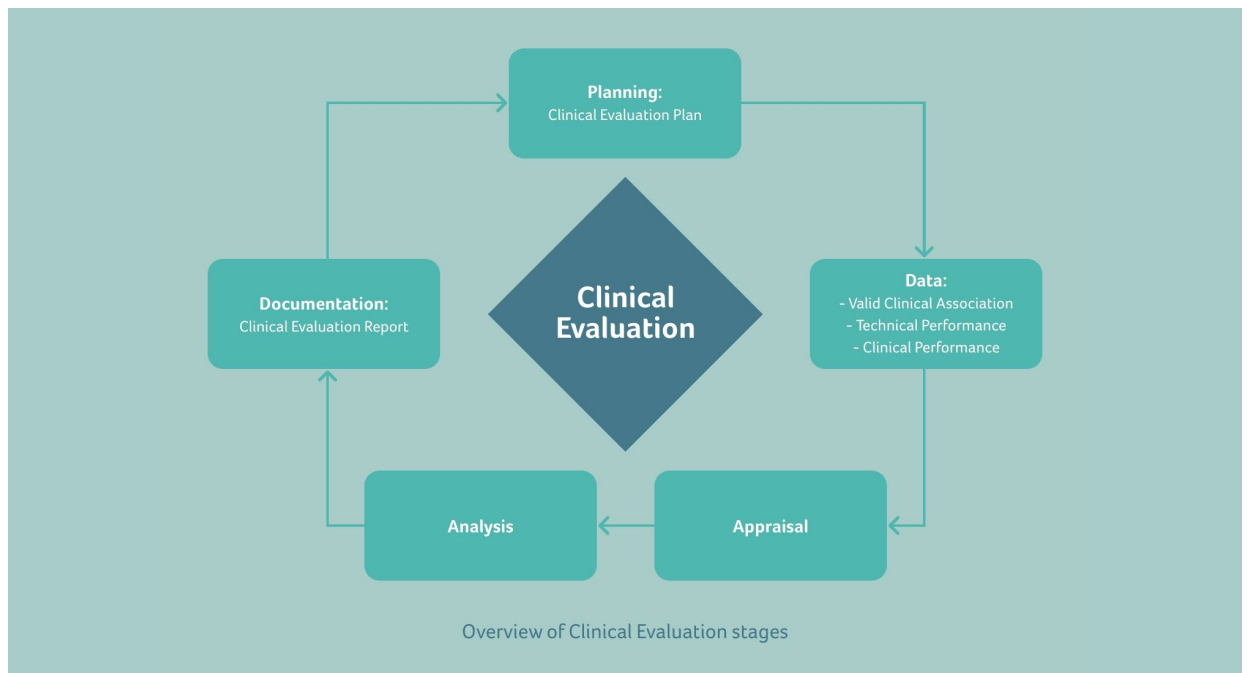 Planning:
Clinical Evaluation Plan
Data:
- Valid Clinical Association
- Technical Performance
- Clinical Performance
Clinical
Evaluation
Documentation:
Clinical Evaluation Report
Analysis
Appraisal
Overview of Clinical Evaluation stages